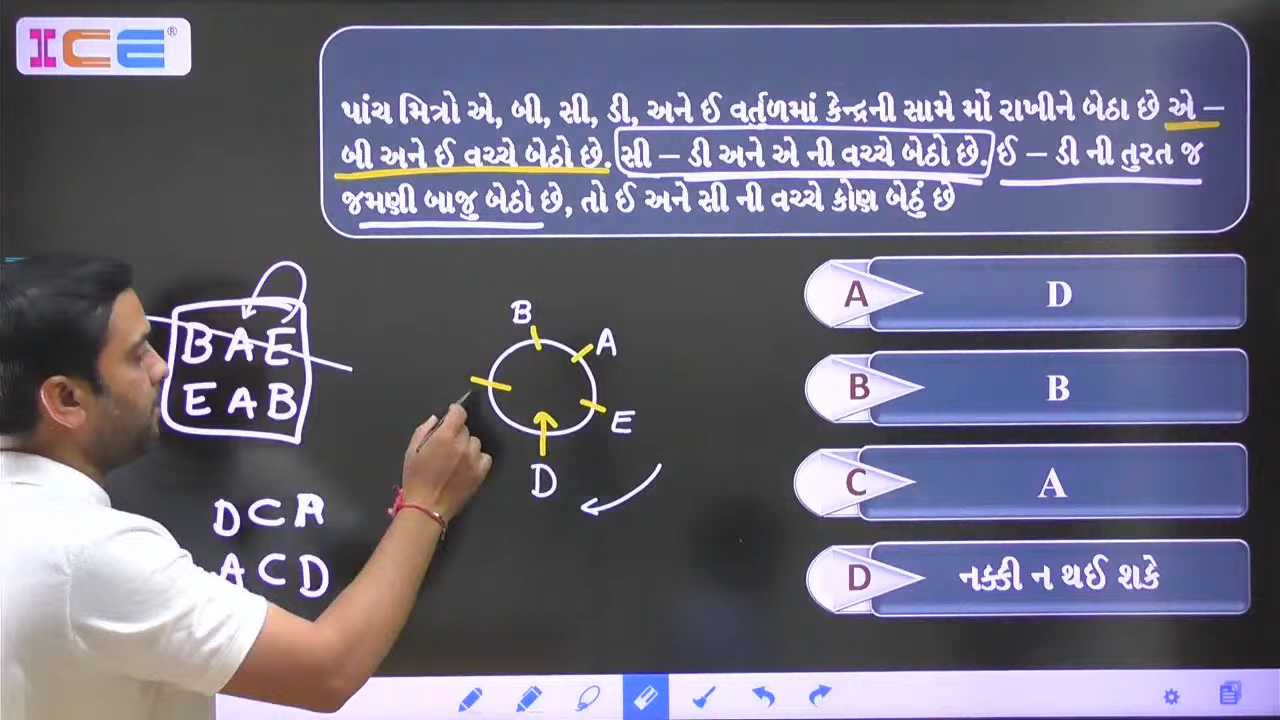 ICE®
પાંચ મિત્રો એ, બી, સી, ડી, અને ઈ વર્તુળમાં કેન્દ્રની સામે મોં રાખીને બેઠા છે એ –
બી અને ઈ વચ્ચે બેઠો છે. સી – ડી અને એ ની વચ્ચે બેઠો છે. ઈ – ડી ની તુરત જ
જમણી બાજુ બેઠો છે, તો ઈ અને સી ની વચ્ચે કોણ બેઠું છે
A D
B B
C A
D નક્કી ન થઈ શકે
BAE
EAB
DCA
ACD
B
A
E
D